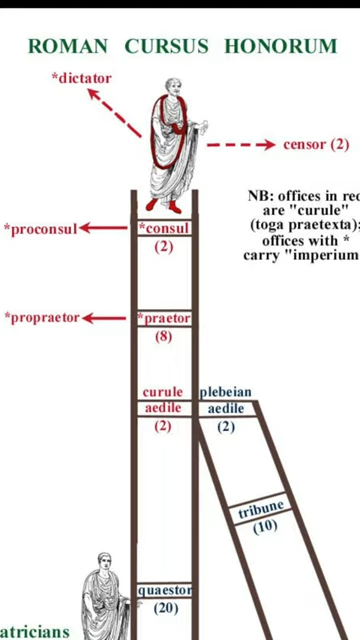 ROMAN CURSUS HONORUM
*dictator
censor (2)
NB: offices in red
are "curule"
(toga praetexta);
offices with *
carry "imperium
*proconsul
*consul
(2)
*propraetor
*praetor
(8)
curule
aedile
(2)
plebeian
aedile
(2)
tribune
(10)
quaestor
(20)
atricians